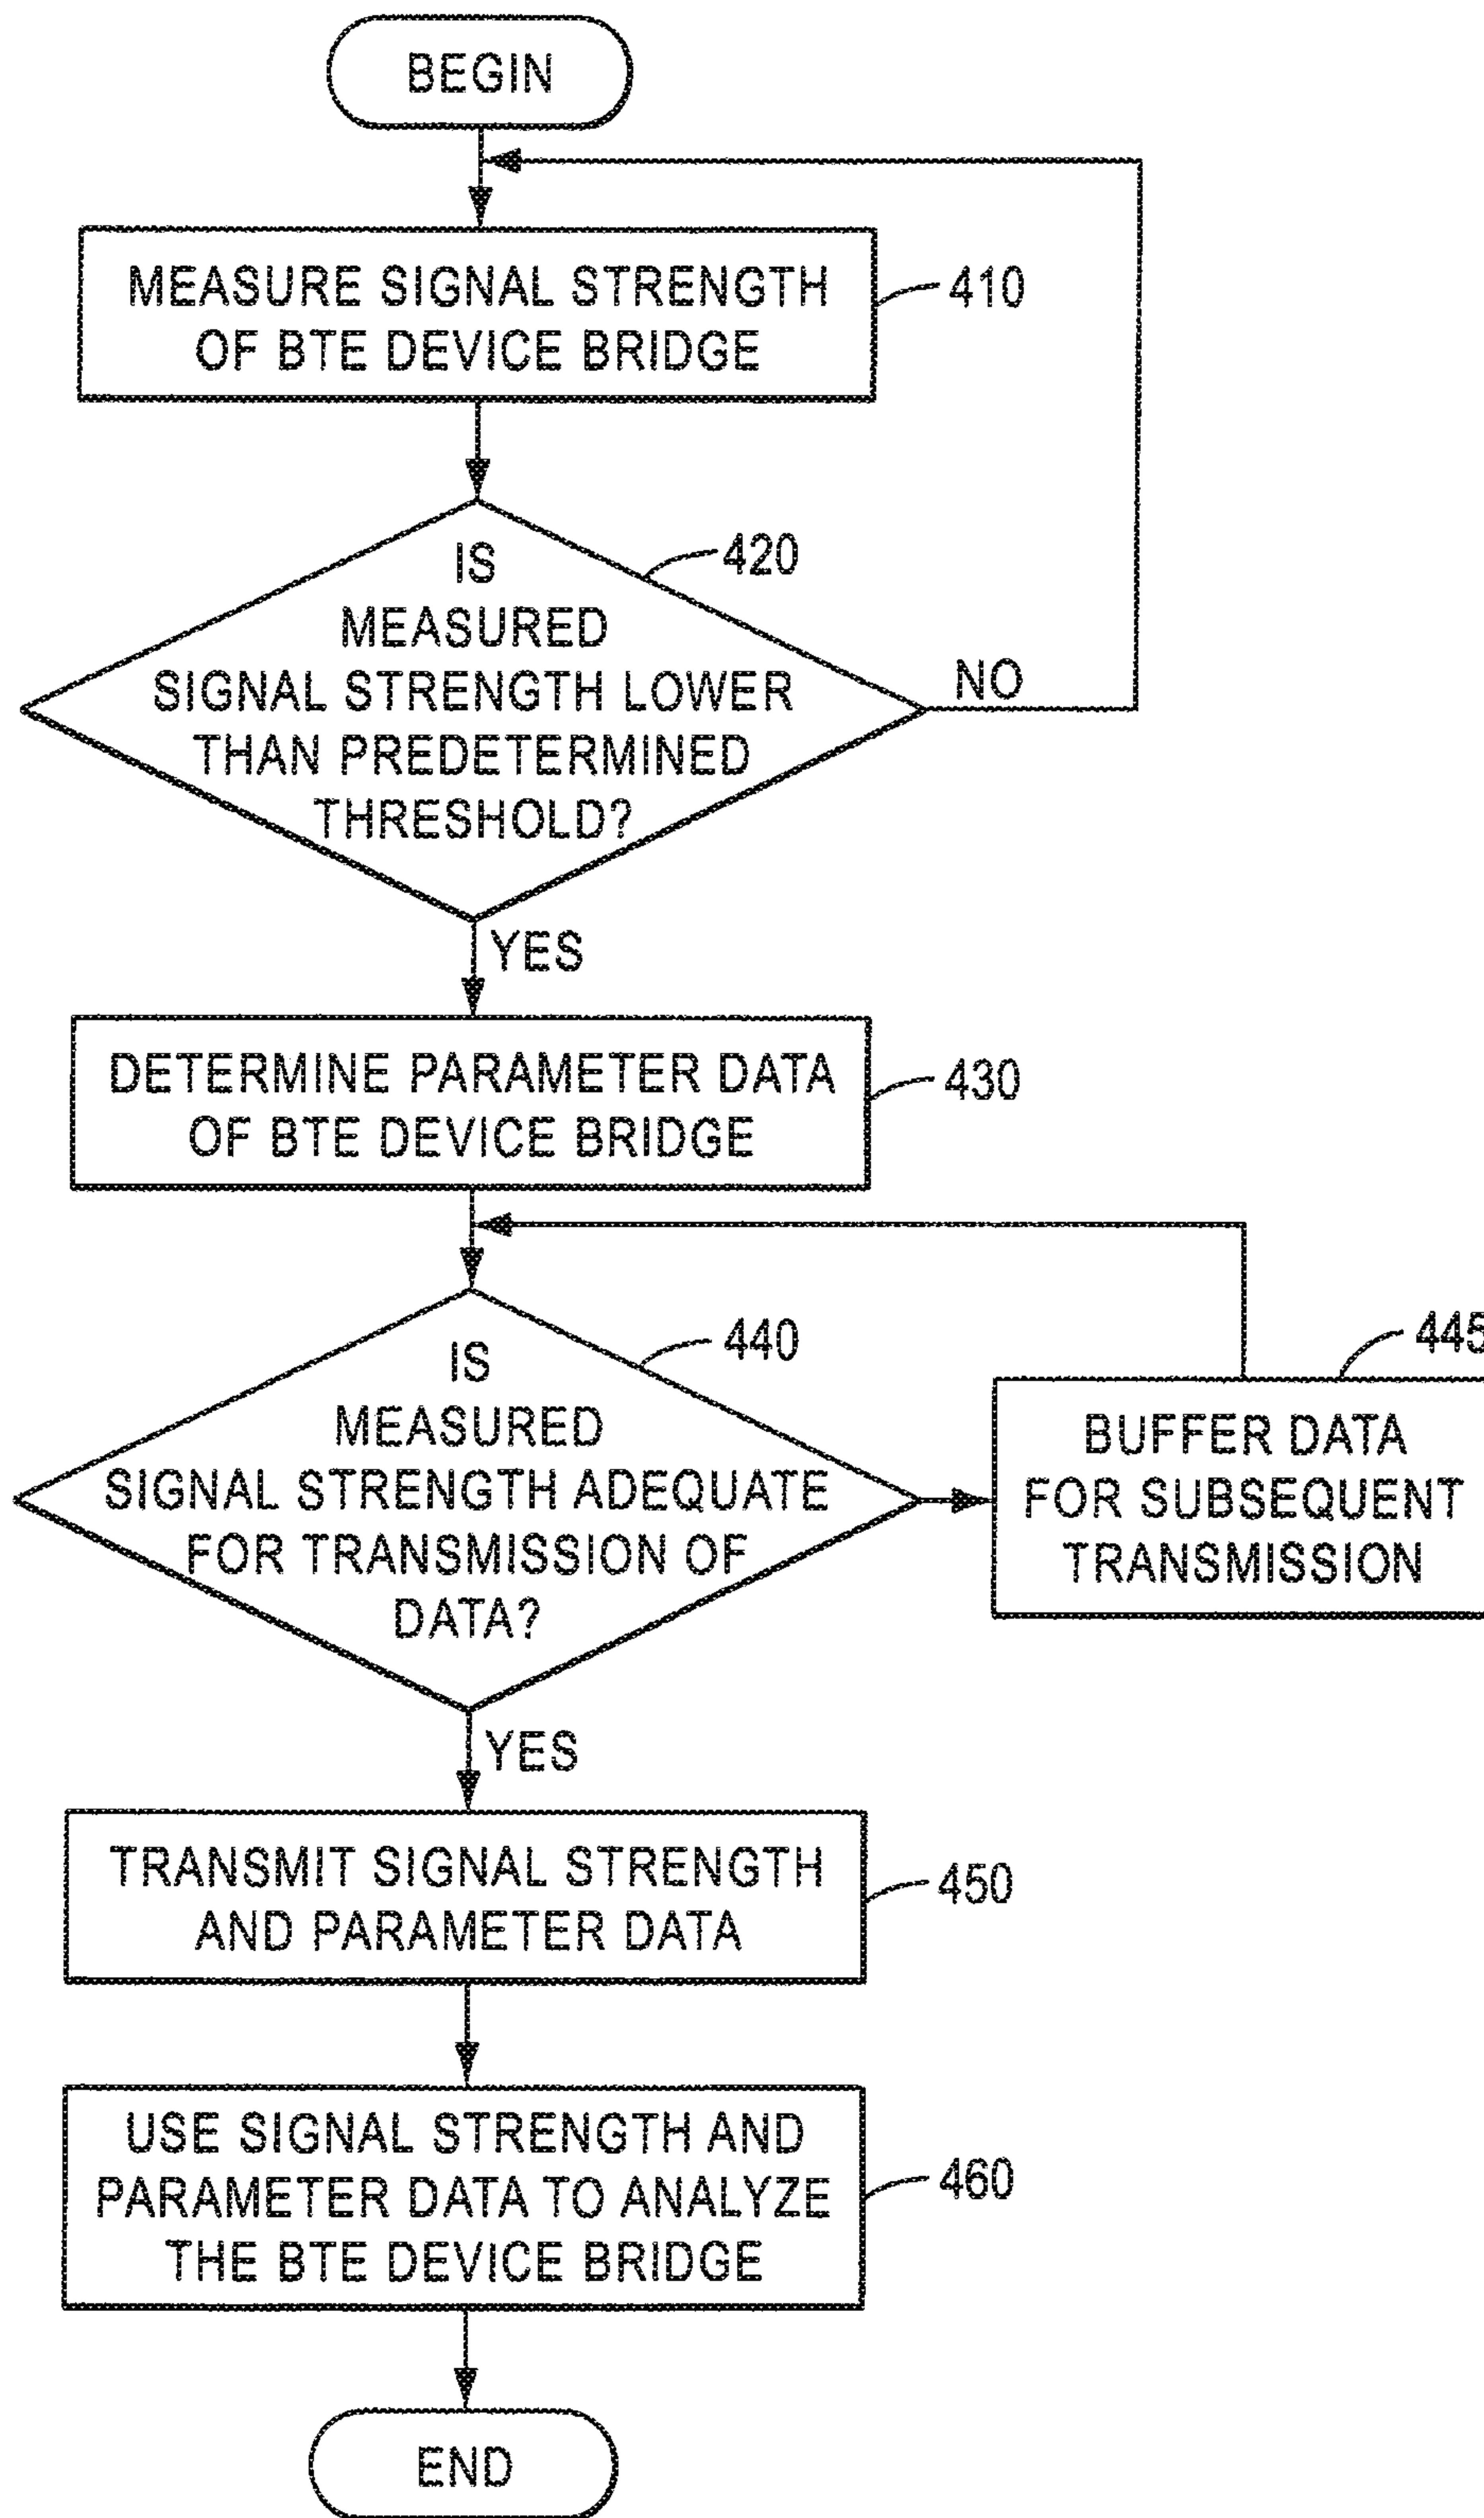 BEGIN
MEASURE SIGNAL STRENGTH
OF BTE DEVICE BRIDGE
410
IS
MEASURED
SIGNAL STRENGTH LOWER
THAN PREDETERMINED
THRESHOLD?
420
NO
YES
DETERMINE PARAMETER DATA
OF BTE DEVICE BRIDGE
430
IS
MEASURED
SIGNAL STRENGTH ADEQUATE
FOR TRANSMISSION OF
DATA?
440
445
BUFFER DATA
FOR SUBSEQUENT
TRANSMISSION
YES
TRANSMIT SIGNAL STRENGTH
AND PARAMETER DATA
450
USE SIGNAL STRENGTH AND
PARAMETER DATA TO ANALYZE
THE BTE DEVICE BRIDGE
460
END